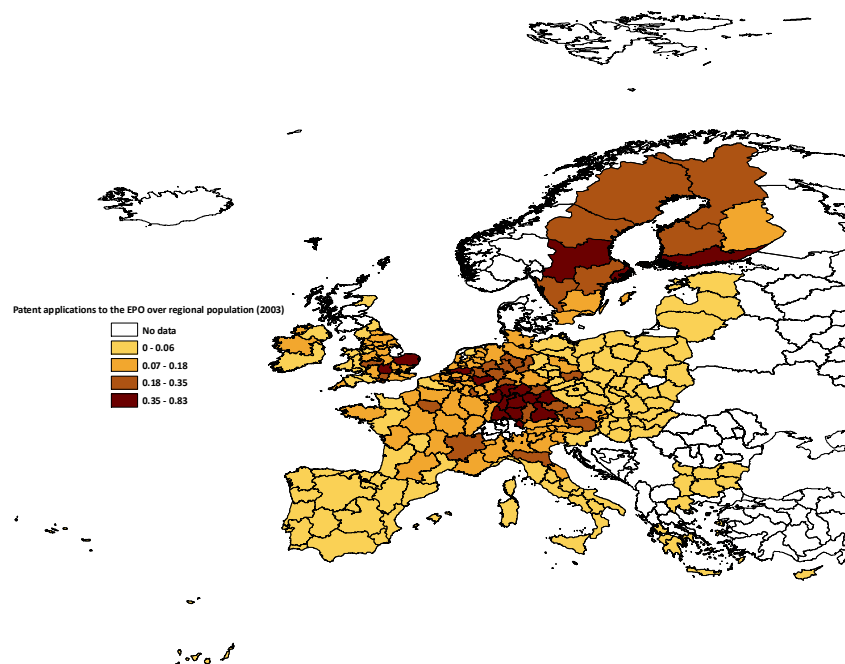 Patent applications to the EPO over regional population (2003)
No data
0 - 0.06
0.07 - 0.18
0.18 - 0.35
0.35 - 0.83